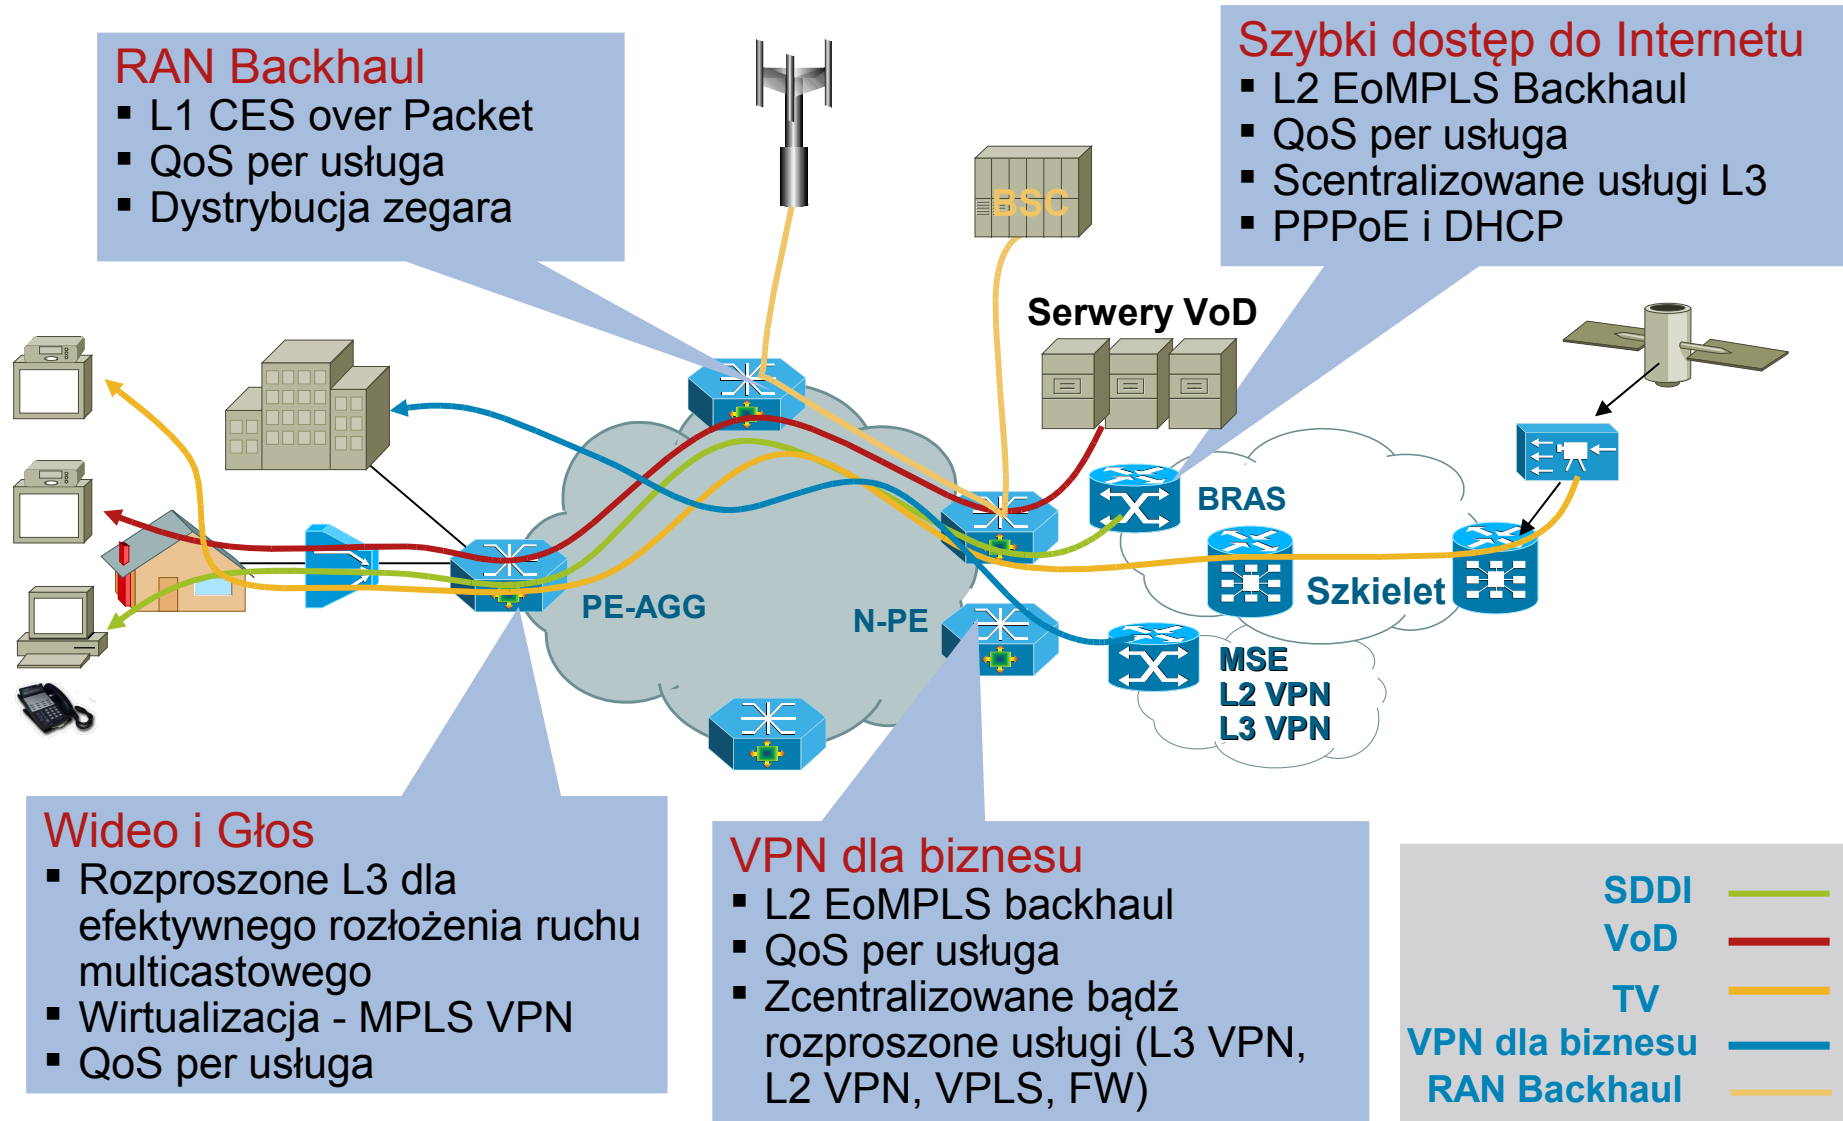 RAN Backhaul
▪ L1 CES over Packet
▪ QoS per usługa
▪ Dystrybucja zegara
Szybki dostęp do Internetu
▪ L2 EoMPLS Backhaul
▪ QoS per usługa
▪ Scentralizowane usługi L3
▪ PPPoE i DHCP
BSC
Serwery VoD
BRAS
Szkielet
PE-AGG
N-PE
MSE
L2 VPN
L3 VPN
Wideo i Głos
▪ Rozproszone L3 dla
efektywnego rozłożenia ruchu
multicastowego
▪ Wirtualizacja - MPLS VPN
▪ QoS per usługa
VPN dla biznesu
▪ L2 EoMPLS backhaul
▪ QoS per usługa
▪ Zcentralizowane bądź
rozproszone usługi (L3 VPN,
L2 VPN, VPLS, FW)
SDDI
VoD
TV
VPN dla biznesu
RAN Backhaul